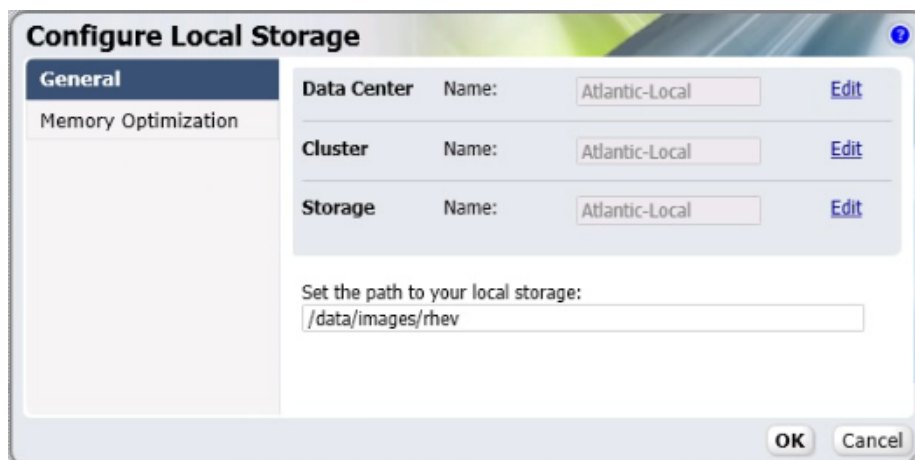 Configure Local Storage
?
General
Memory Optimization
Data Center Name: Atlantic-Local Edit
Cluster Name: Atlantic-Local Edit
Storage Name: Atlantic-Local Edit
Set the path to your local storage:
/data/images/rhev
OK Cancel